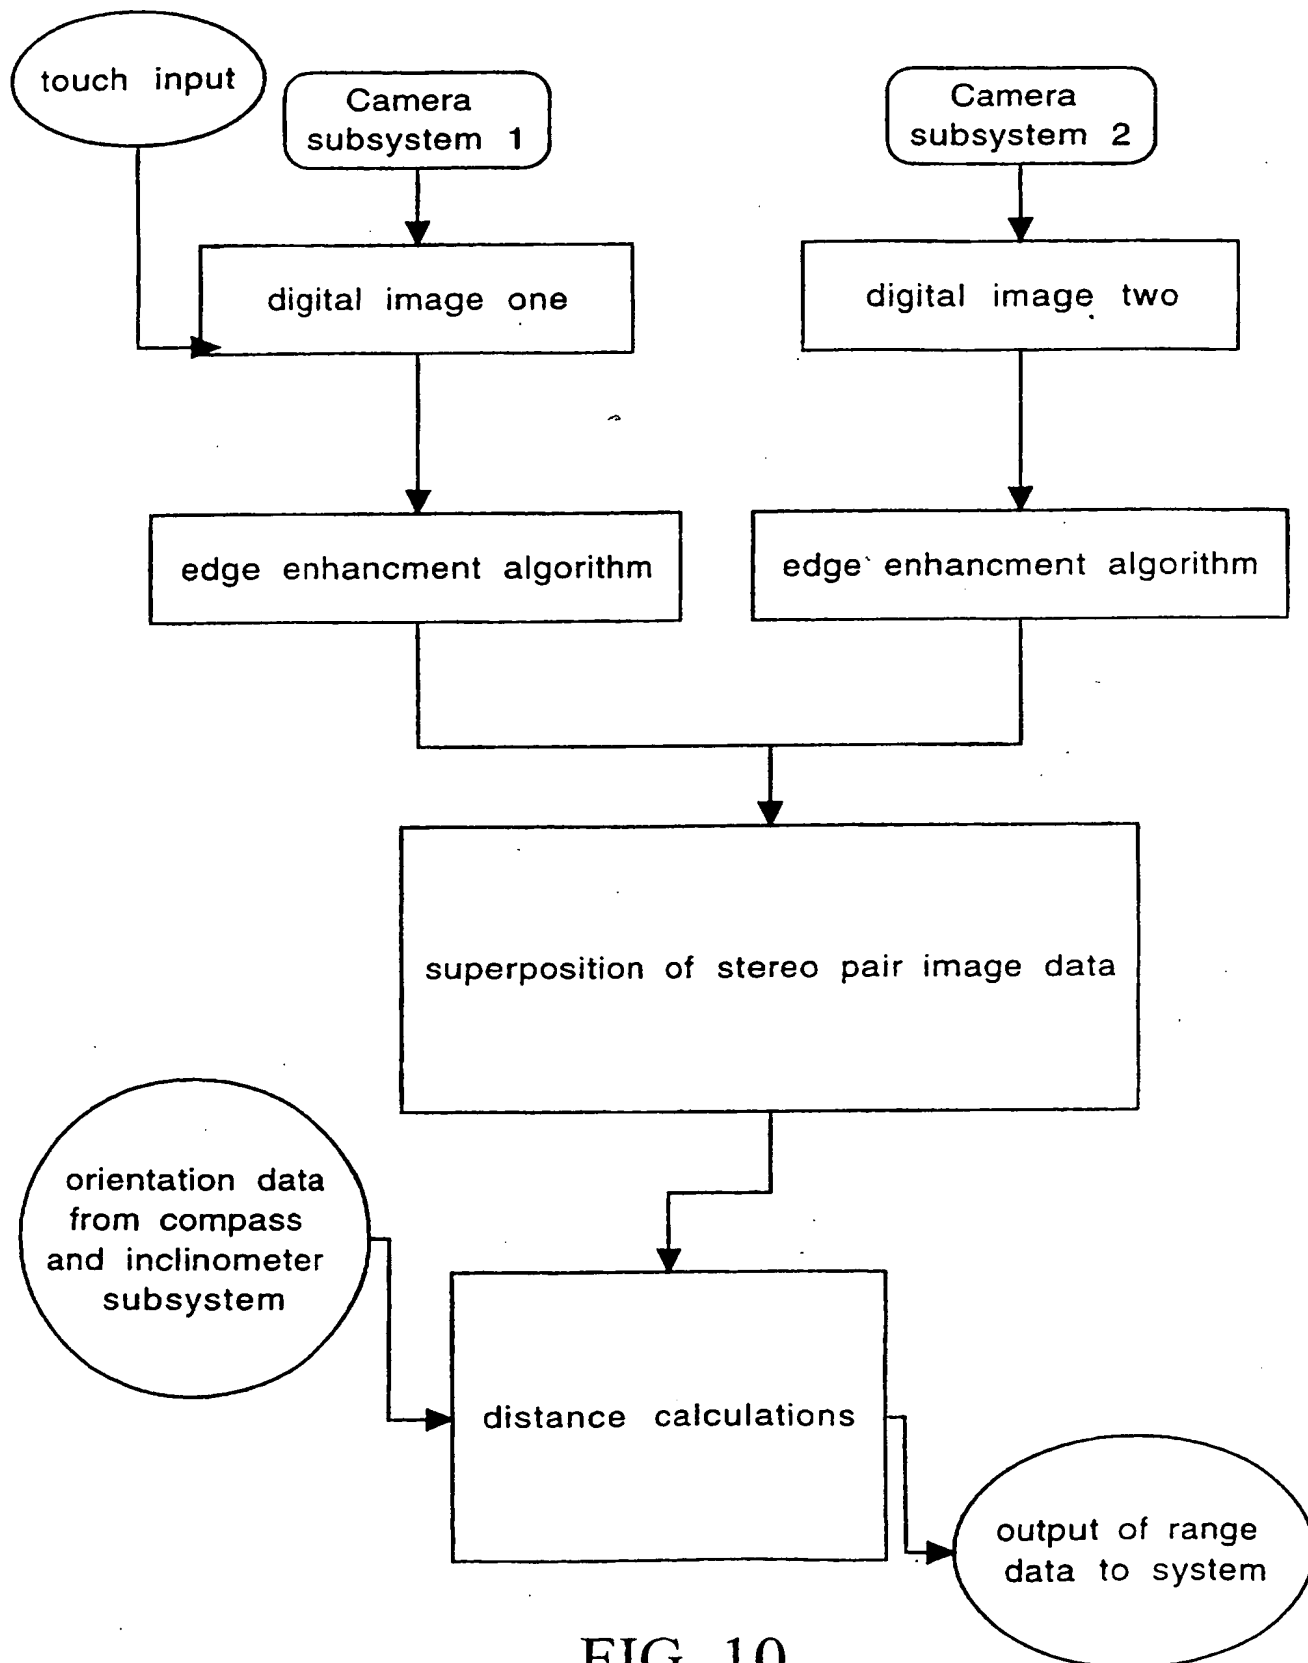 touch input
Camera
subsystem 1
Camera
subsystem 2
digital image one
digital image two
edge enhancment algorithm
edge enhancment algorithm
superposition of stereo pair image data
orientation data
from compass
and inclinometer
subsystem
distance calculations
output of range
data to system
FIG. 10